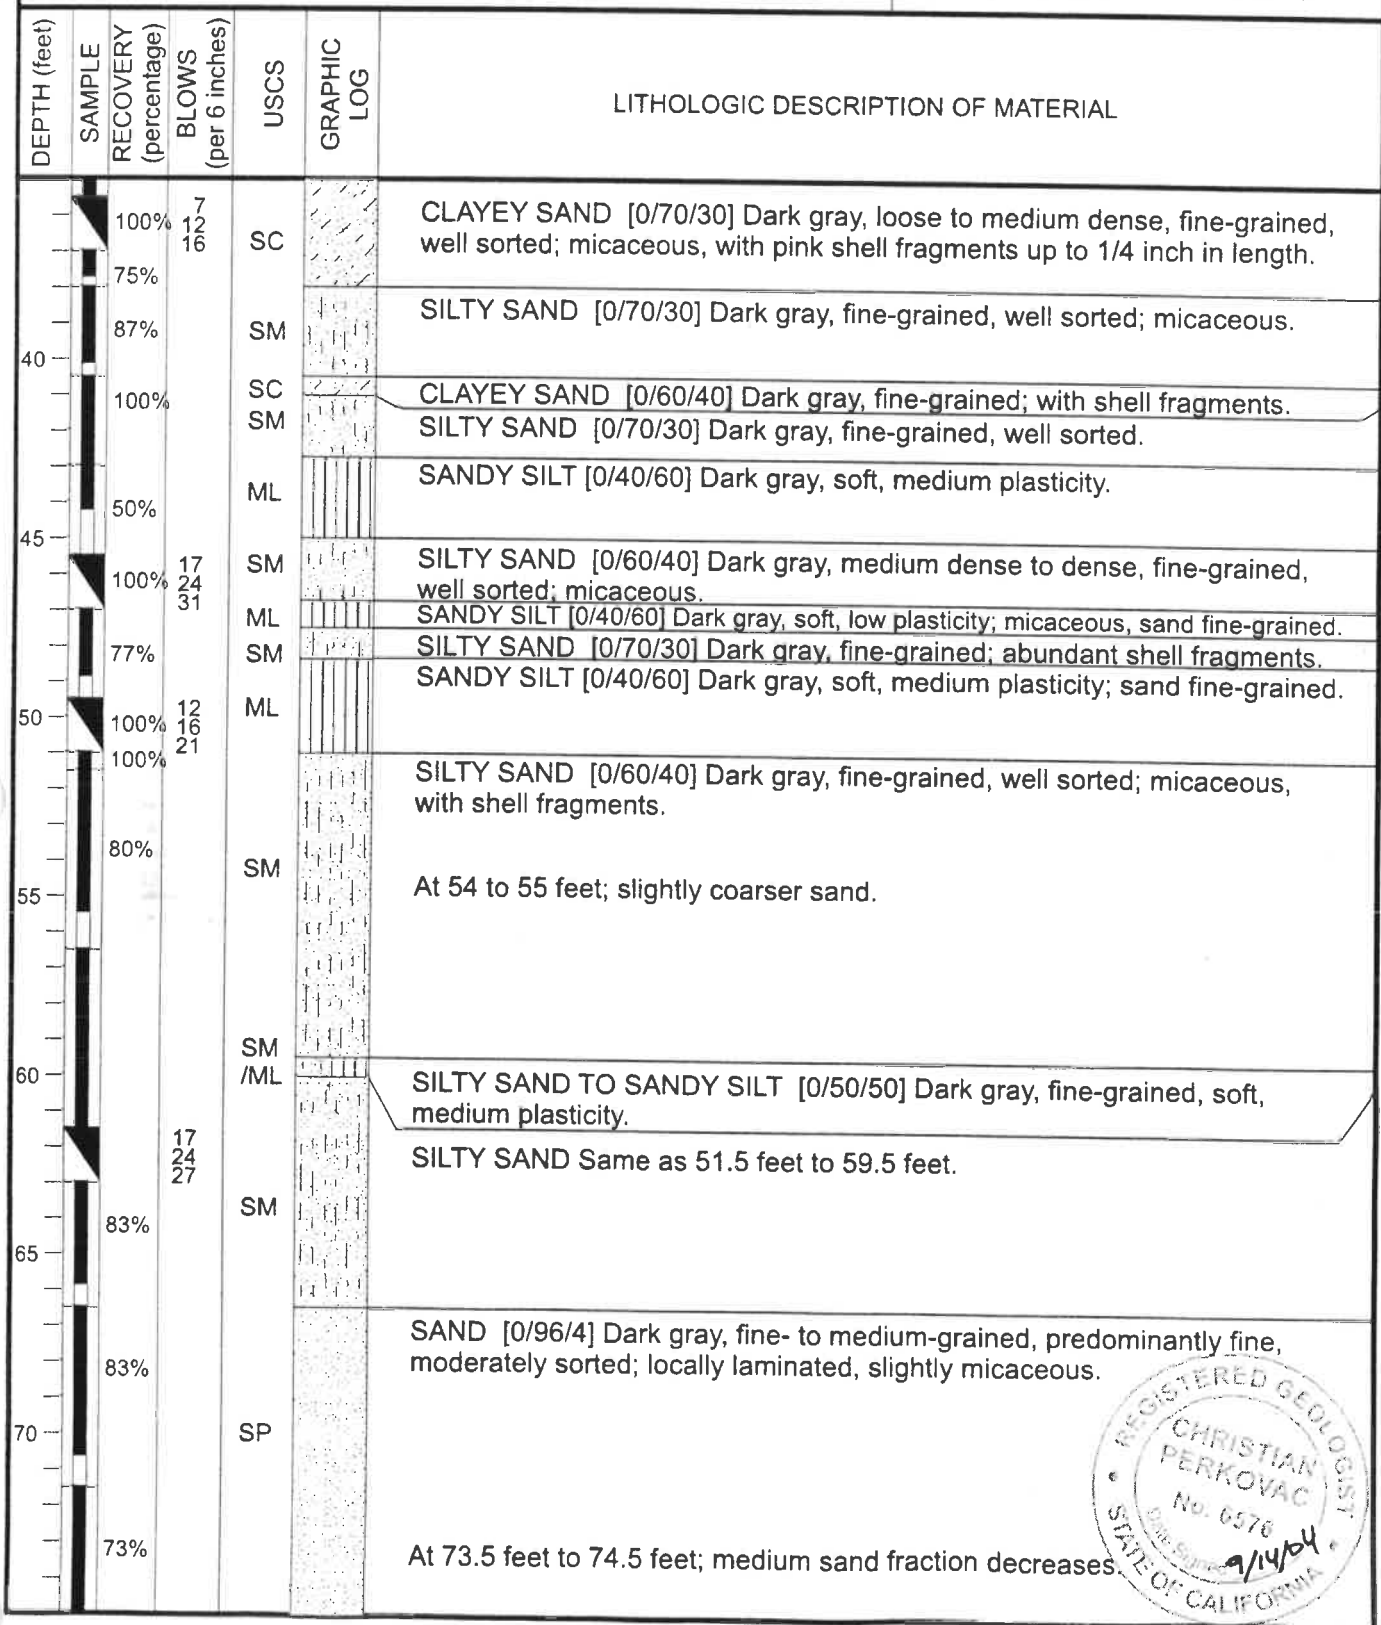 DEPTH (feet)
SAMPLE
RECOVERY
(percentage)
BLOWS
(per 6 inches)
USCS
GRAPHIC
LOG
LITHOLOGIC DESCRIPTION OF MATERIAL
100%
7
12
16
SC
CLAYEY SAND [0/70/30] Dark gray, loose to medium dense, fine-grained,
well sorted; micaceous, with pink shell fragments up to 1/4 inch in length.
75%
87%
SM
SILTY SAND [0/70/30] Dark gray, fine-grained, well sorted; micaceous.
40
100%
SC
CLAYEY SAND [0/60/40] Dark gray, fine-grained; with shell fragments.
SM
SILTY SAND [0/70/30] Dark gray, fine-grained, well sorted.
ML
SANDY SILT [0/40/60] Dark gray, soft, medium plasticity.
50%
45
100%
17
24
31
SM
SILTY SAND [0/60/40] Dark gray, medium dense to dense, fine-grained,
well sorted; micaceous.
ML
SANDY SILT [0/40/60] Dark gray, soft, low plasticity; micaceous, sand fine-grained.
77%
SM
SILTY SAND [0/70/30] Dark gray, fine-grained; abundant shell fragments.
SANDY SILT [0/40/60] Dark gray, soft, medium plasticity; sand fine-grained.
50
100%
12
16
21
ML
100%
SILTY SAND [0/60/40] Dark gray, fine-grained, well sorted; micaceous,
with shell fragments.
80%
SM
At 54 to 55 feet; slightly coarser sand.
55
SM
/ML
60
SILTY SAND TO SANDY SILT [0/50/50] Dark gray, fine-grained, soft,
medium plasticity.
17
24
27
SILTY SAND Same as 51.5 feet to 59.5 feet.
SM
83%
65
SAND [0/96/4] Dark gray, fine- to medium-grained, predominantly fine,
moderately sorted; locally laminated, slightly micaceous.
83%
70
SP
73%
At 73.5 feet to 74.5 feet; medium sand fraction decreases.
REGISTERED GEOLOGIST
CHRISTIAN
PERKOVAC
No. 6576
Date Signed 9/14/04
STATE OF CALIFORNIA